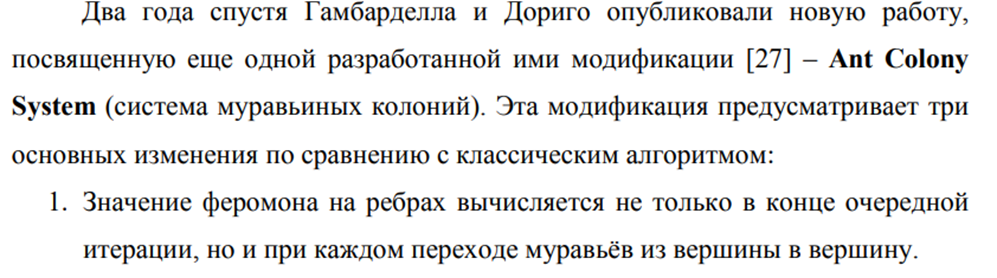 Два года спустя Гамбарделла и Дориго опубликовали новую работу,
посвященную еще одной разработанной ими модификации [27] – Ant Colony
System (система муравьиных колоний). Эта модификация предусматривает три
основных изменения по сравнению с классическим алгоритмом:
1. Значение феромона на ребрах вычисляется не только в конце очередной
итерации, но и при каждом переходе муравьёв из вершины в вершину.